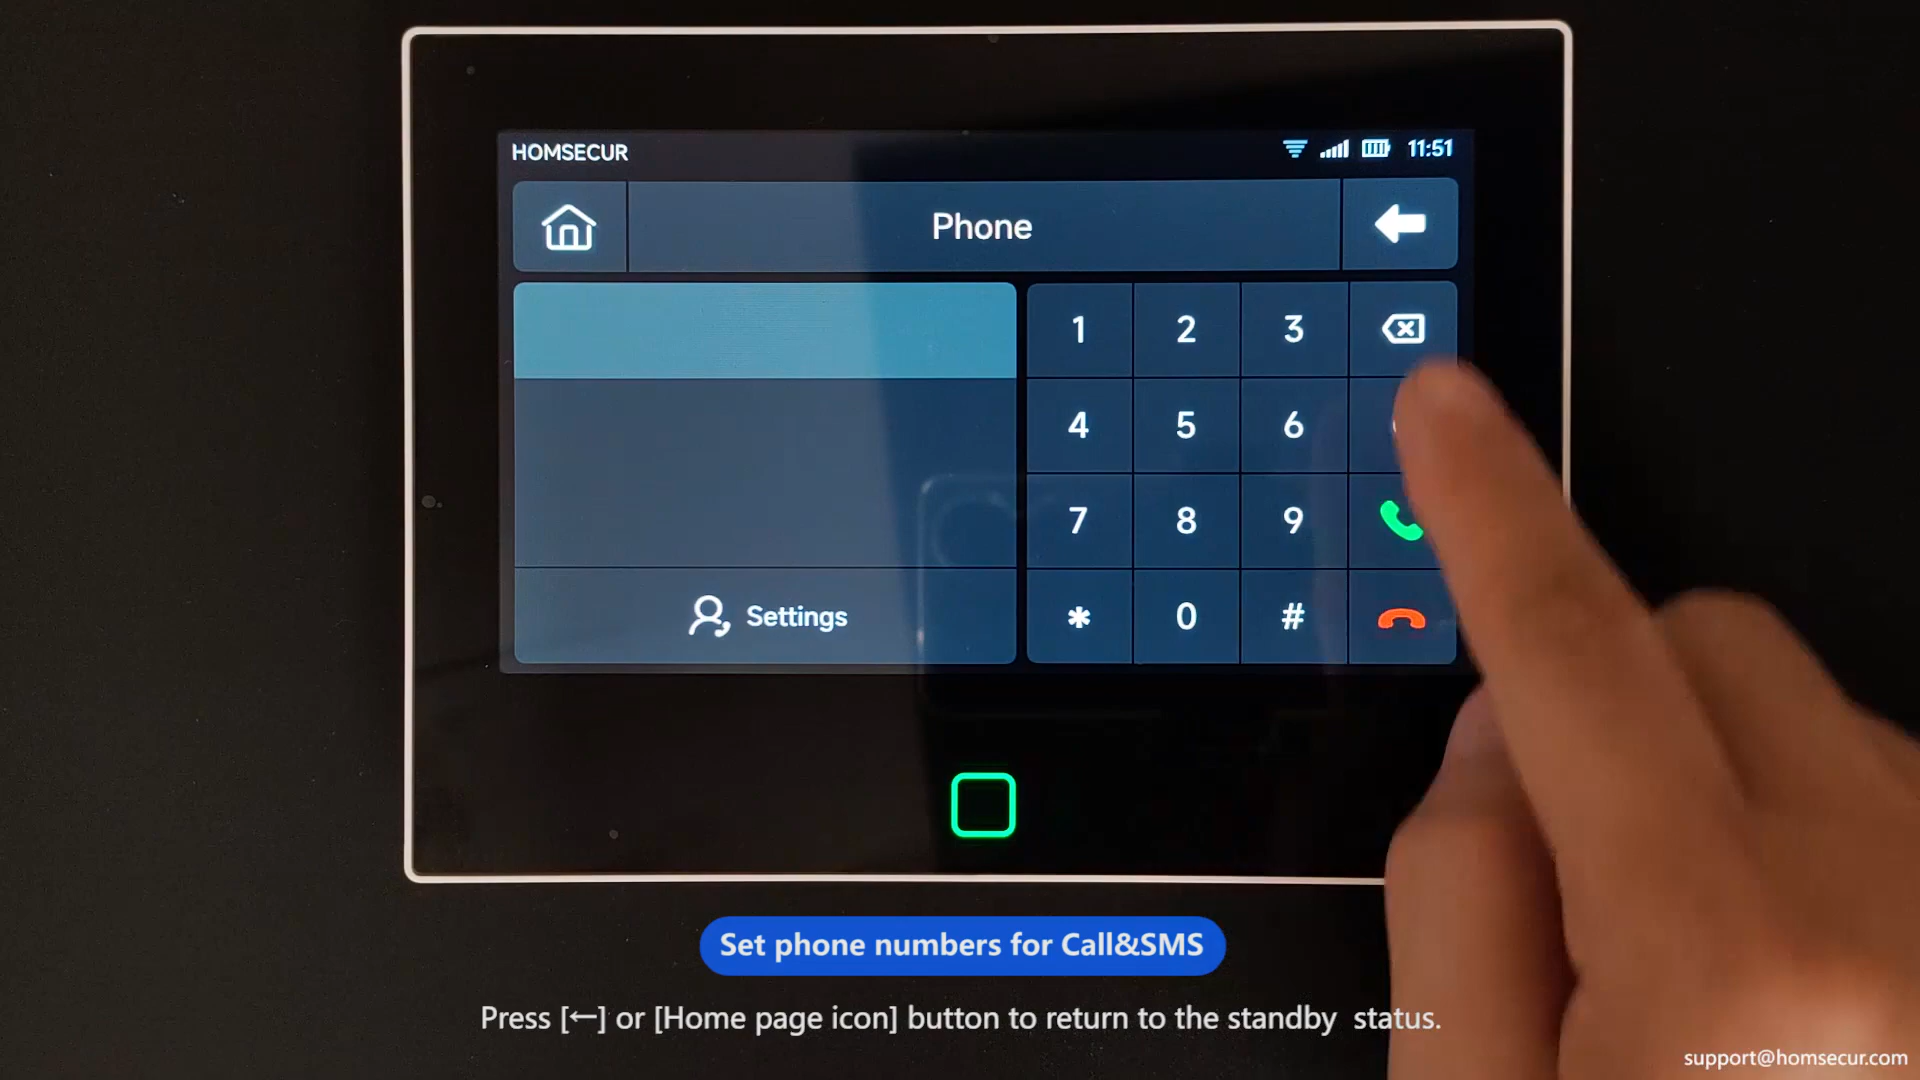 HOMSECUR
11:51
Phone
1 2 3
4 5 6
7 8 9
* 0 #
Settings
Set phone numbers for Call&SMS
Press [←] or [Home page icon] button to return to the standby status.
support@homsecur.com